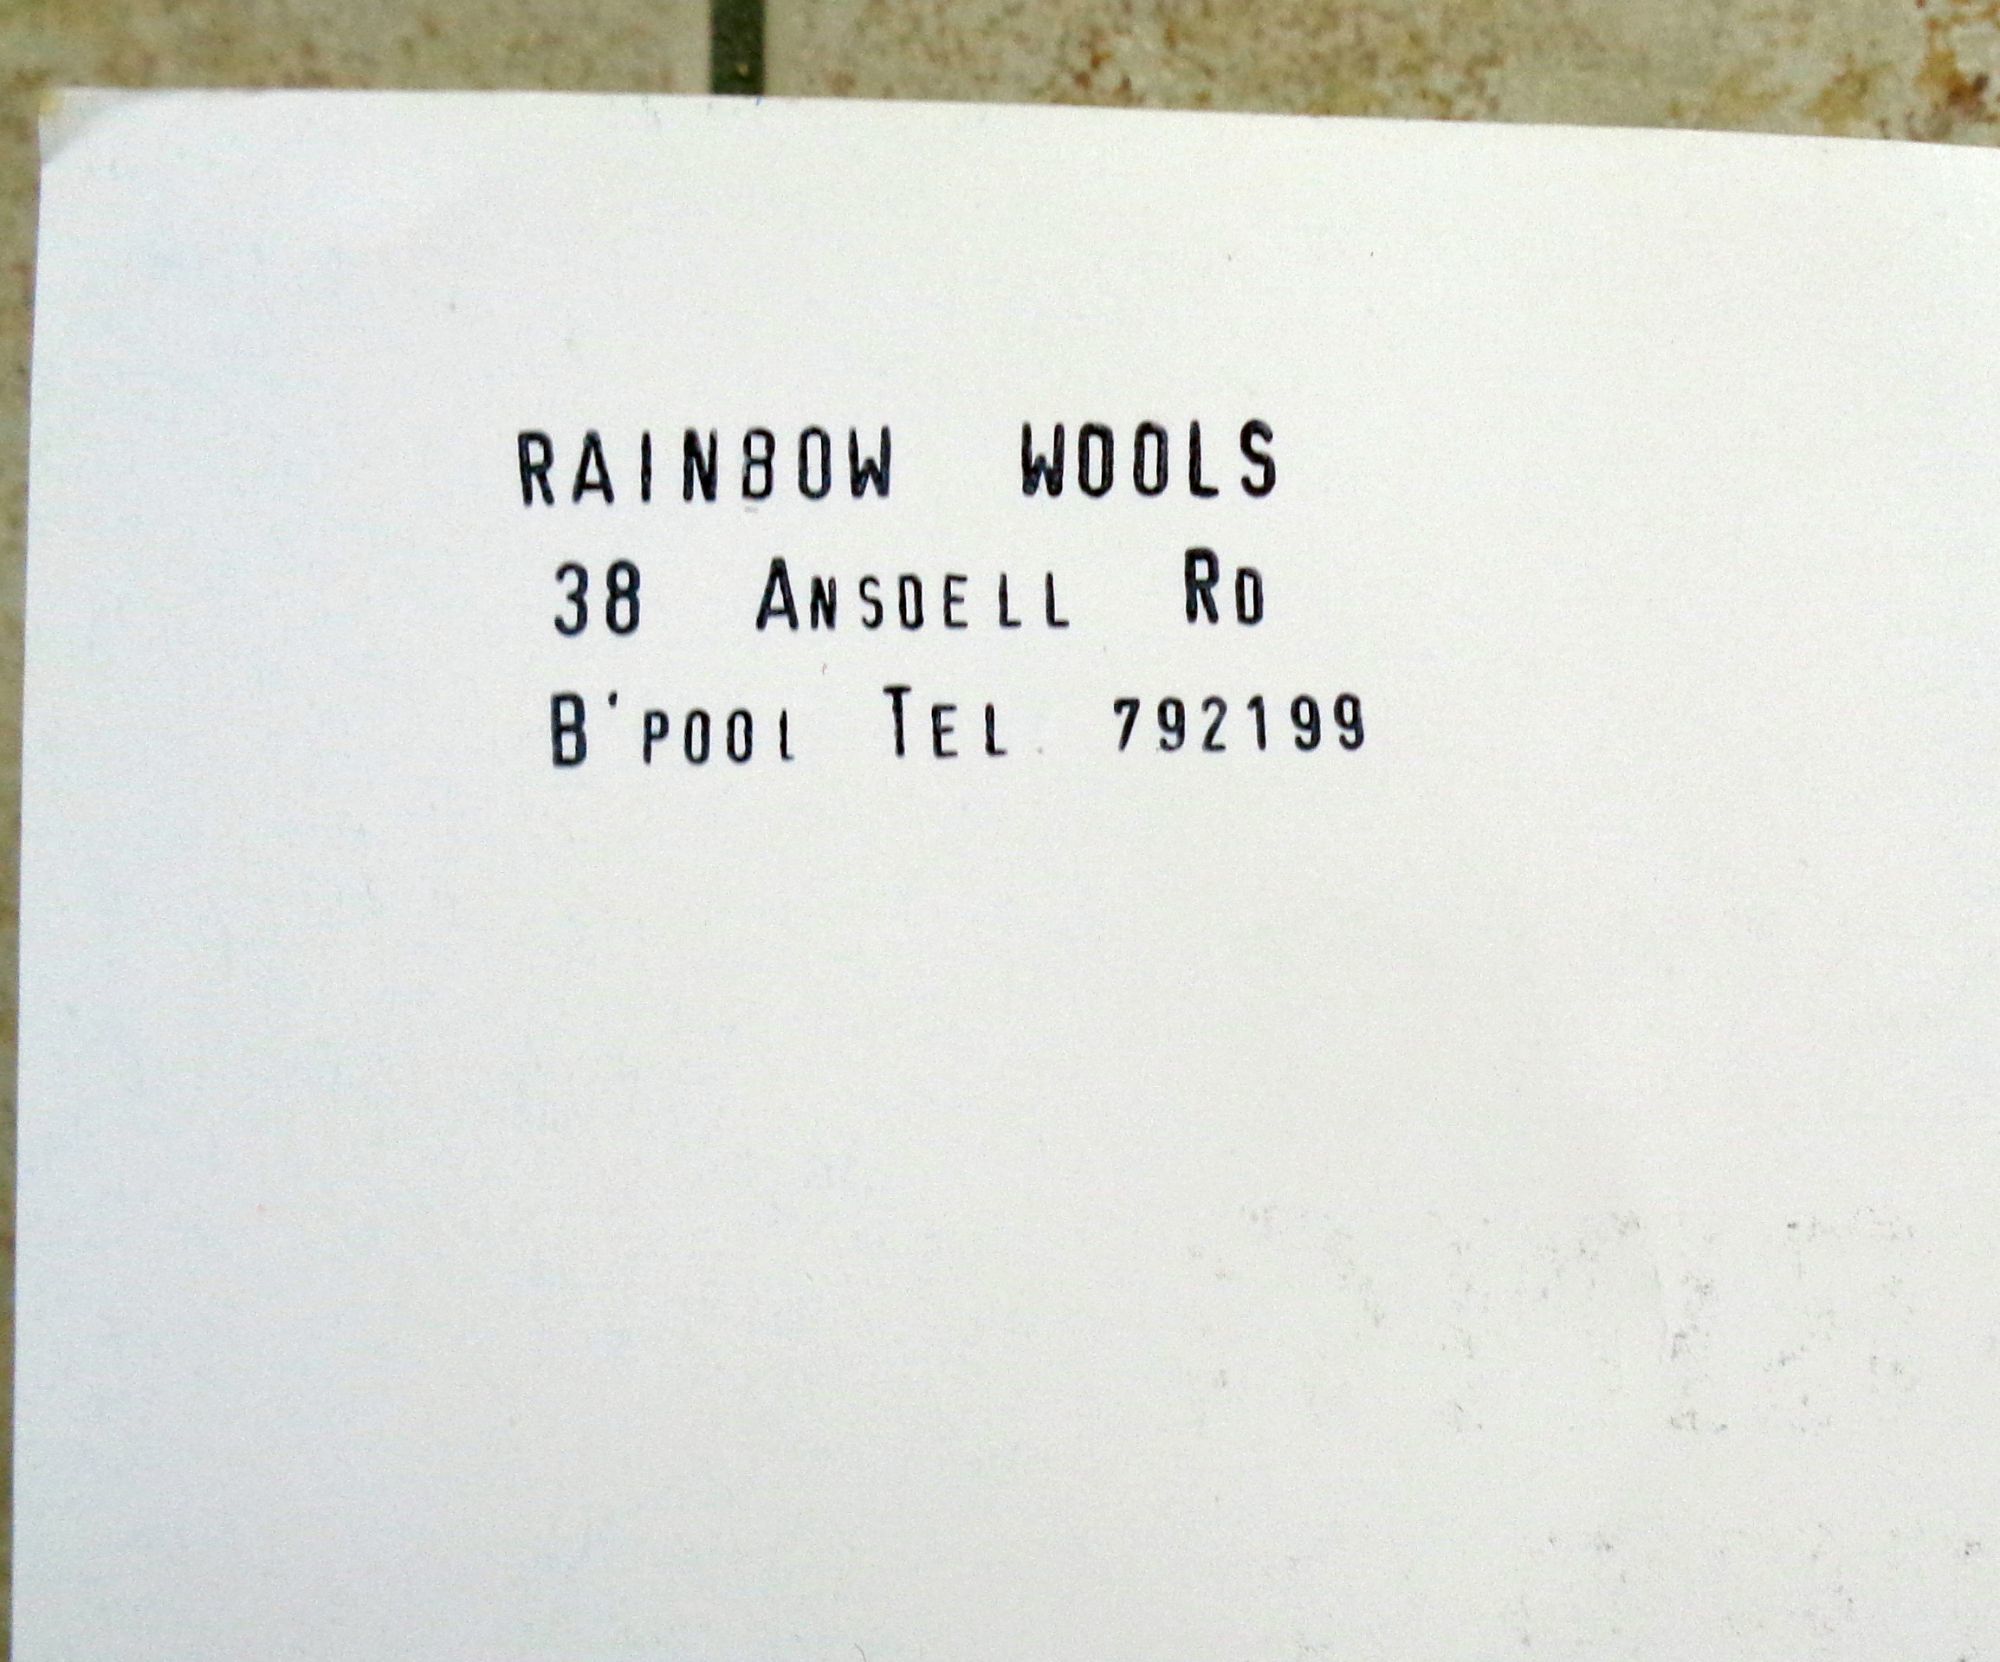 RAINBOW WOOLS
38 ANSDELL RD
B'POOL TEL. 792199